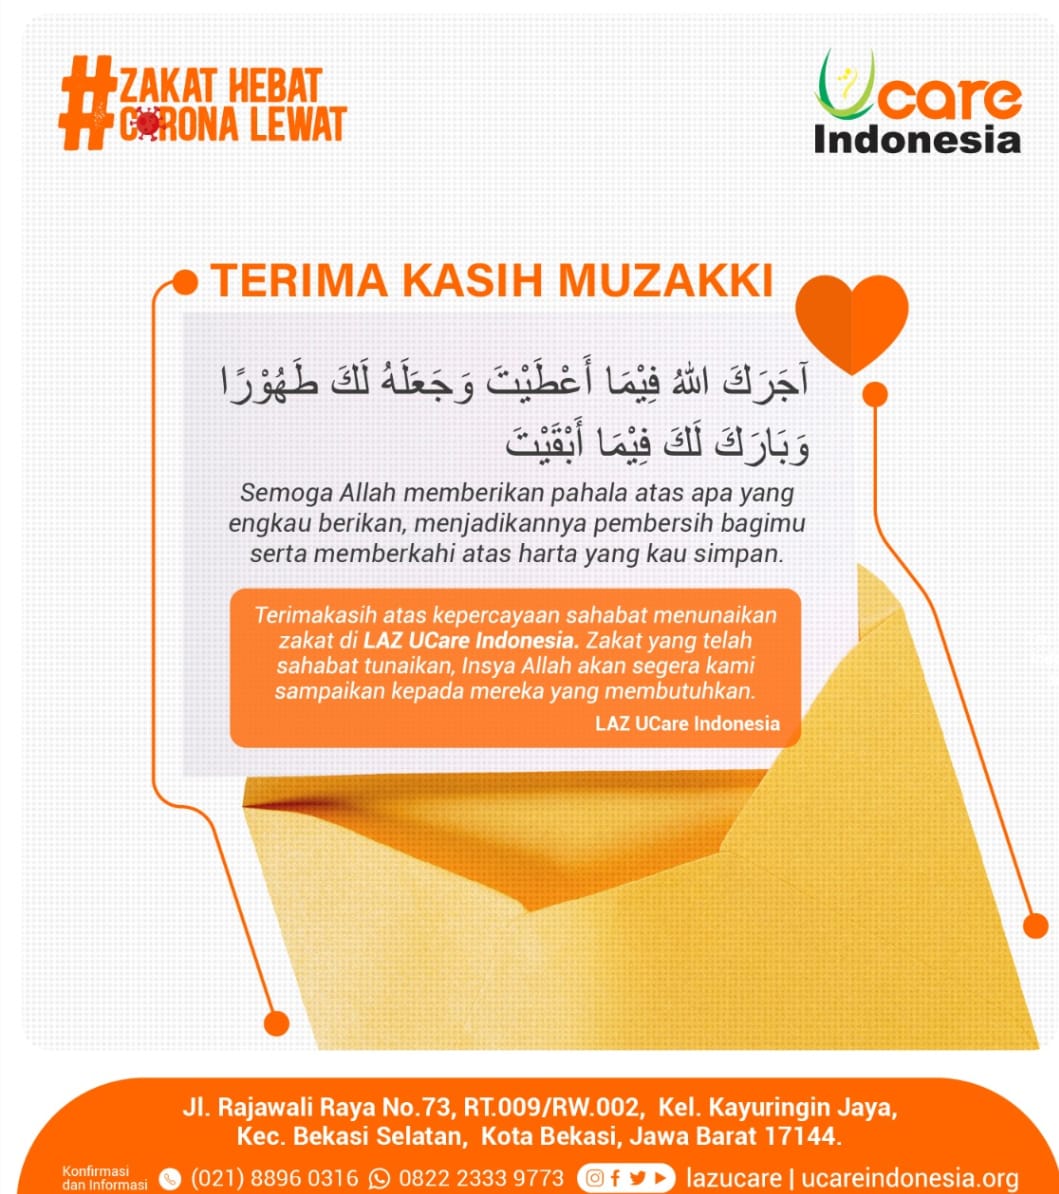 #ZAKAT HEBAT
CORONA LEWAT
Ucare
Indonesia
TERIMA KASIH MUZAKKI
آجَرَكَ اللهُ فِيْمَا أَعْطَيْتَ وَجَعَلَهُ لَكَ طَهُوْرًا
وَبَارَكَ لَكَ فِيْمَا أَبْقَيْتَ
Semoga Allah memberikan pahala atas apa yang
engkau berikan, menjadikannya pembersih bagimu
serta memberkahi atas harta yang kau simpan.
Terimakasih atas kepercayaan sahabat menunaikan
zakat di LAZ UCare Indonesia. Zakat yang telah
sahabat tunaikan, Insya Allah akan segera kami
sampaikan kepada mereka yang membutuhkan.
LAZ UCare Indonesia
Jl. Rajawali Raya No.73, RT.009/RW.002, Kel. Kayuringin Jaya,
Kec. Bekasi Selatan, Kota Bekasi, Jawa Barat 17144.
Konfirmasi
dan Informasi (021) 8896 0316 0822 2333 9773 lazucare | ucareindonesia.org